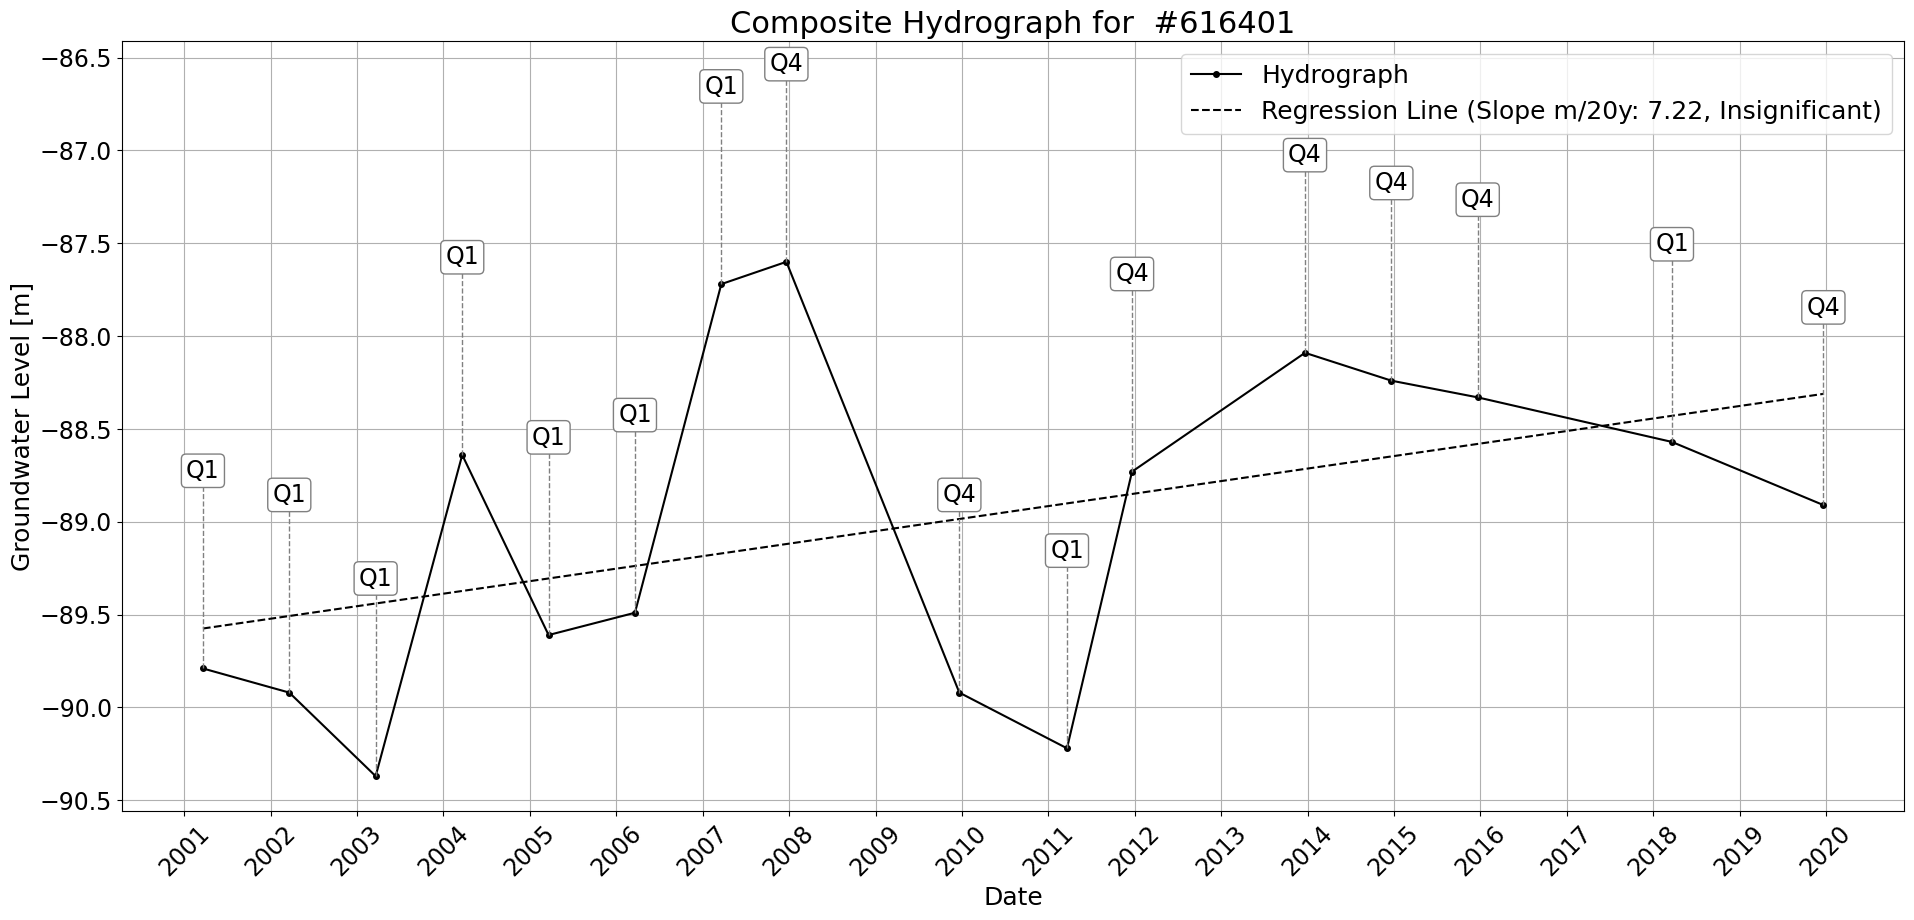 Composite Hydrograph for #616401
Hydrograph
Regression Line (Slope m/20y: 7.22, Insignificant)
Groundwater Level [m]
−86.5
−87.0
−87.5
−88.0
−88.5
−89.0
−89.5
−90.0
−90.5
Q1
Q1
Q1
Q1
Q1
Q1
Q1
Q4
Q4
Q1
Q4
Q4
Q4
Q4
Q1
Q4
2001
2002
2003
2004
2005
2006
2007
2008
2009
2010
2011
2012
2013
2014
2015
2016
2017
2018
2019
2020
Date